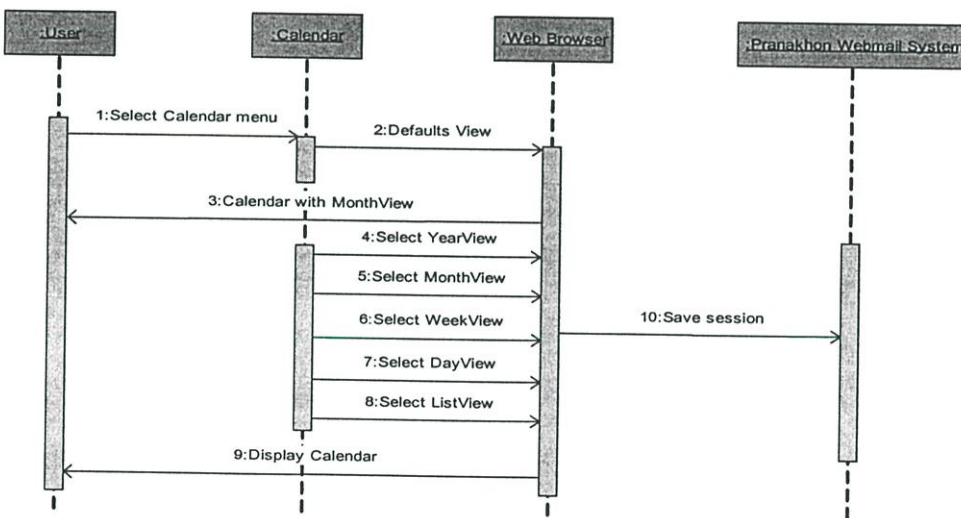 :User
:Calendar
:Web Browser
:Pranakhon Webmail System
1:Select Calendar menu
2:Defaults View
3:Calendar with MonthView
4:Select YearView
5:Select MonthView
6:Select WeekView
10:Save session
7:Select DayView
8:Select ListView
9:Display Calendar